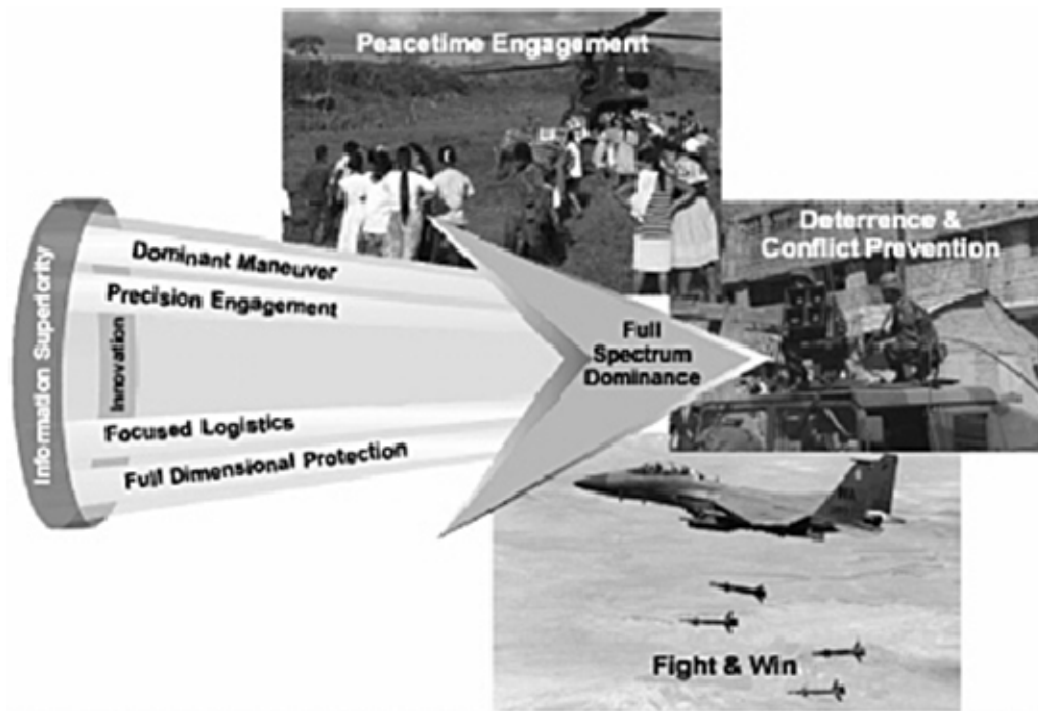 Peacetime Engagement
Deterrence &
Conflict Prevention
Information Superiority
Dominant Maneuver
Precision Engagement
Innovation
Focused Logistics
Full Dimensional Protection
Full
Spectrum
Dominance
Fight & Win